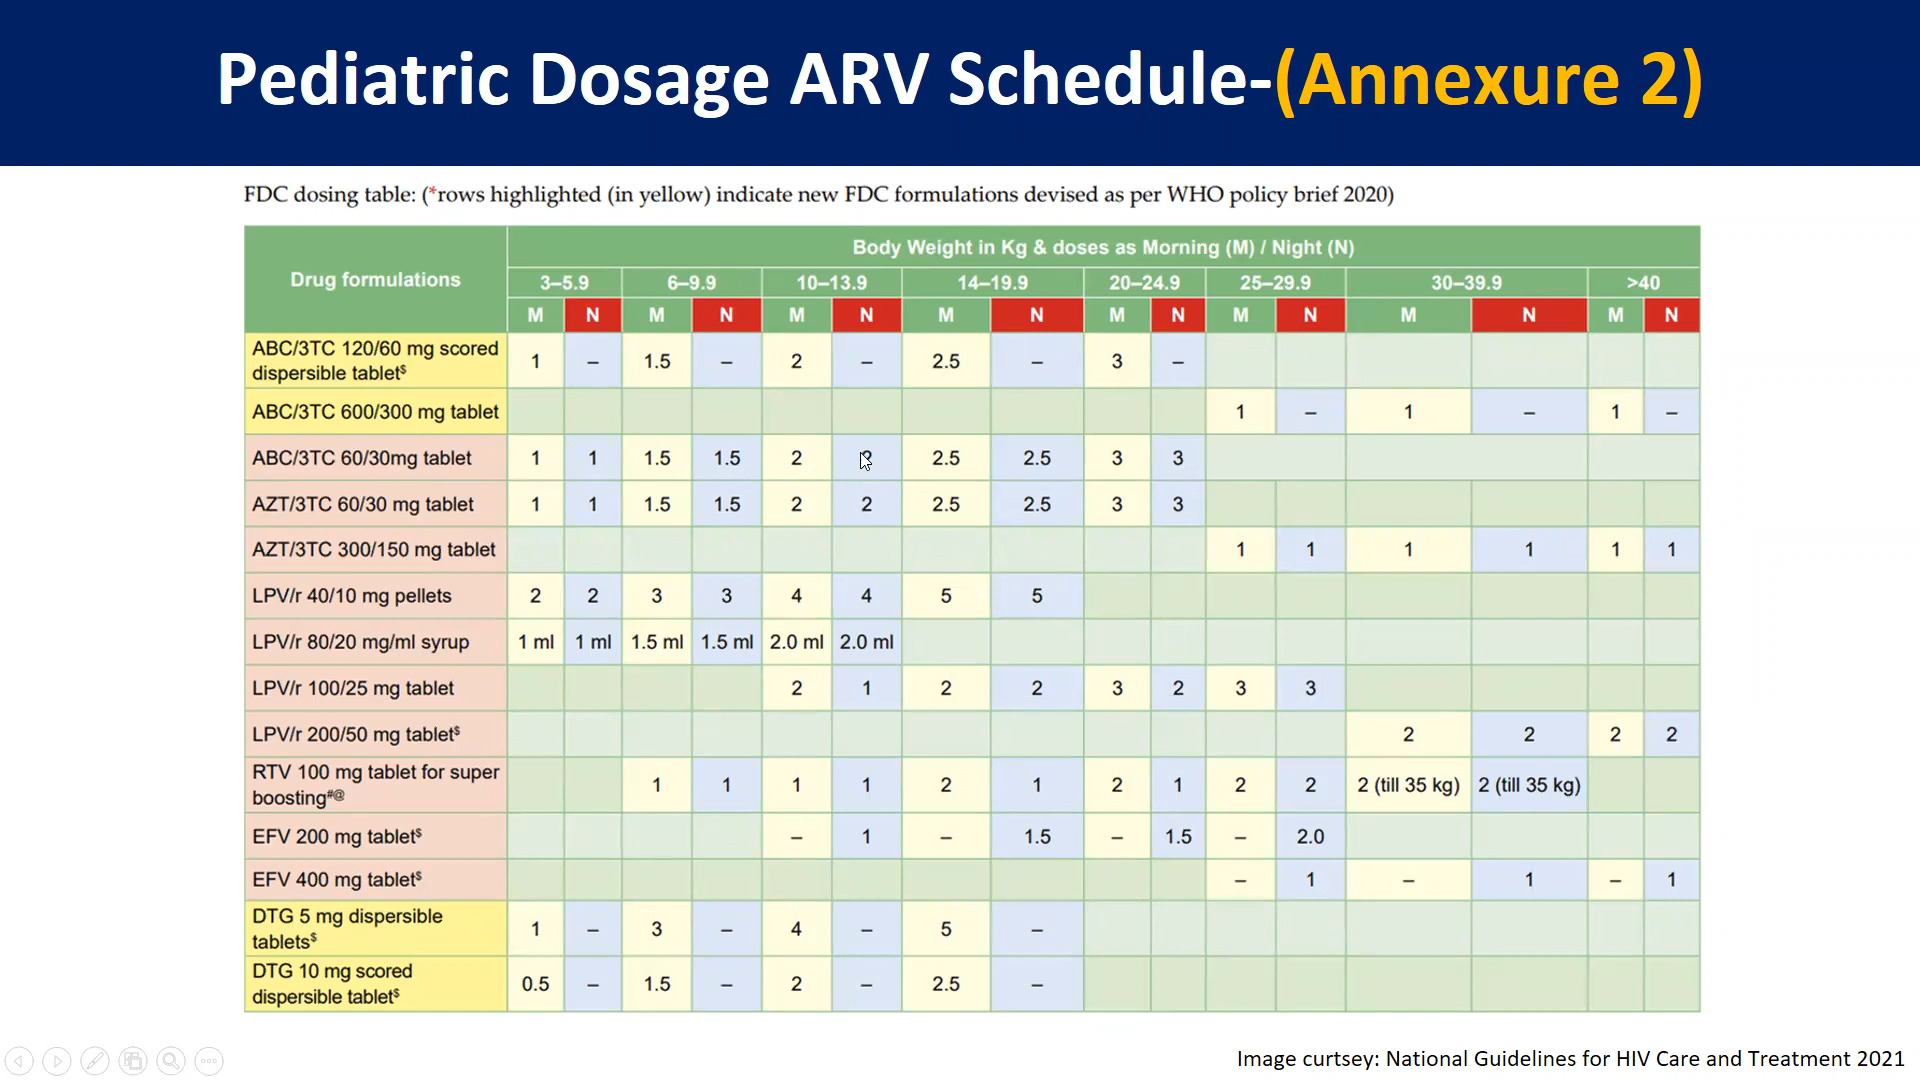 Pediatric Dosage ARV Schedule-(Annexure 2)
FDC dosing table: (*rows highlighted (in yellow) indicate new FDC formulations devised as per WHO policy brief 2020)
Drug formulations
Body Weight in Kg & doses as Morning (M) / Night (N)
3–5.9 6–9.9 10–13.9 14–19.9 20–24.9 25–29.9 30–39.9 >40
M N M N M N M N M N M N M N M N
ABC/3TC 120/60 mg scored
dispersible tablet$
1 – 1.5 – 2 – 2.5 – 3 –
ABC/3TC 600/300 mg tablet 1 – 1 – 1 –
ABC/3TC 60/30mg tablet 1 1 1.5 1.5 2 2.5 2.5 3 3
AZT/3TC 60/30 mg tablet 1 1 1.5 1.5 2 2 2.5 2.5 3 3
AZT/3TC 300/150 mg tablet 1 1 1 1 1 1
LPV/r 40/10 mg pellets 2 2 3 3 4 4 5 5
LPV/r 80/20 mg/ml syrup 1 ml 1 ml 1.5 ml 1.5 ml 2.0 ml 2.0 ml
LPV/r 100/25 mg tablet 2 1 2 2 3 2 3 3
LPV/r 200/50 mg tablet$ 2 2 2 2
RTV 100 mg tablet for super
boosting#@
1 1 1 1 2 1 2 1 2 2 2 (till 35 kg) 2 (till 35 kg)
EFV 200 mg tablet$ – 1 – 1.5 – 1.5 – 2.0
EFV 400 mg tablet$ – 1 – 1 – 1
DTG 5 mg dispersible
tablets$
1 – 3 – 4 – 5 –
DTG 10 mg scored
dispersible tablet$
0.5 – 1.5 – 2 – 2.5 –
Image curtsey: National Guidelines for HIV Care and Treatment 2021